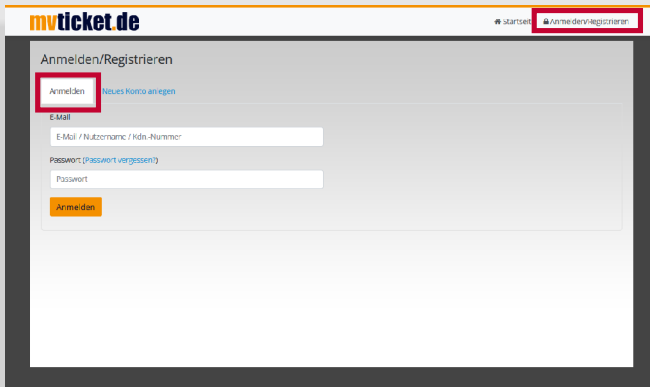 mvticket.de
Startseite Anmelden/Registrieren
Anmelden/Registrieren
Anmelden Neues Konto anlegen
E-Mail
E-Mail / Nutzername / Kdn.-Nummer
Passwort (Passwort vergessen?)
Passwort
Anmelden